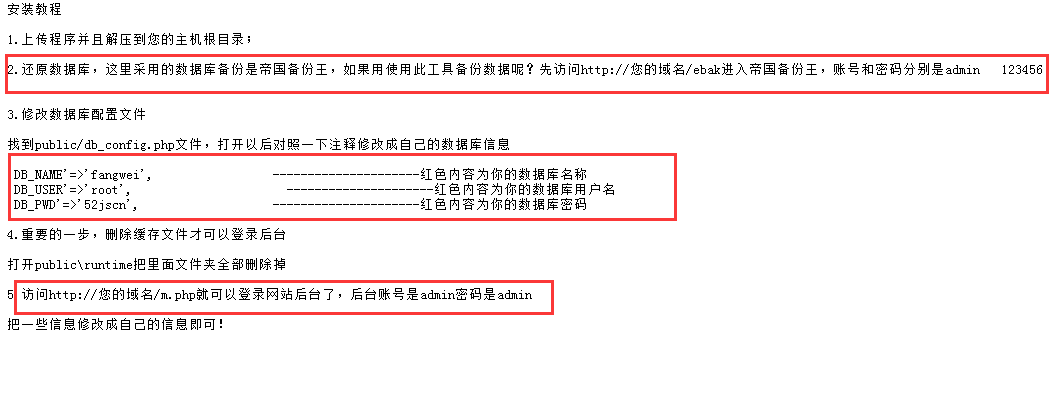 安装教程
1.上传程序并且解压到您的主机根目录；
2.还原数据库，这里采用的数据库备份是帝国备份王，如果用使用此工具备份数据呢？先访问http://您的域名/ebak进入帝国备份王，账号和密码分别是admin   123456
3.修改数据库配置文件
找到public/db_config.php文件，打开以后对照一下注释修改成自己的数据库信息
DB_NAME'=>'fangwei',                 ---------------------红色内容为你的数据库名称
DB_USER'=>'root',                      ---------------------红色内容为你的数据库用户名
DB_PWD'=>'52jscn',                   ---------------------红色内容为你的数据库密码
4.重要的一步，删除缓存文件才可以登录后台
打开public\runtime把里面文件夹全部删除掉
5 访问http://您的域名/m.php就可以登录网站后台了，后台账号是admin密码是admin
把一些信息修改成自己的信息即可！